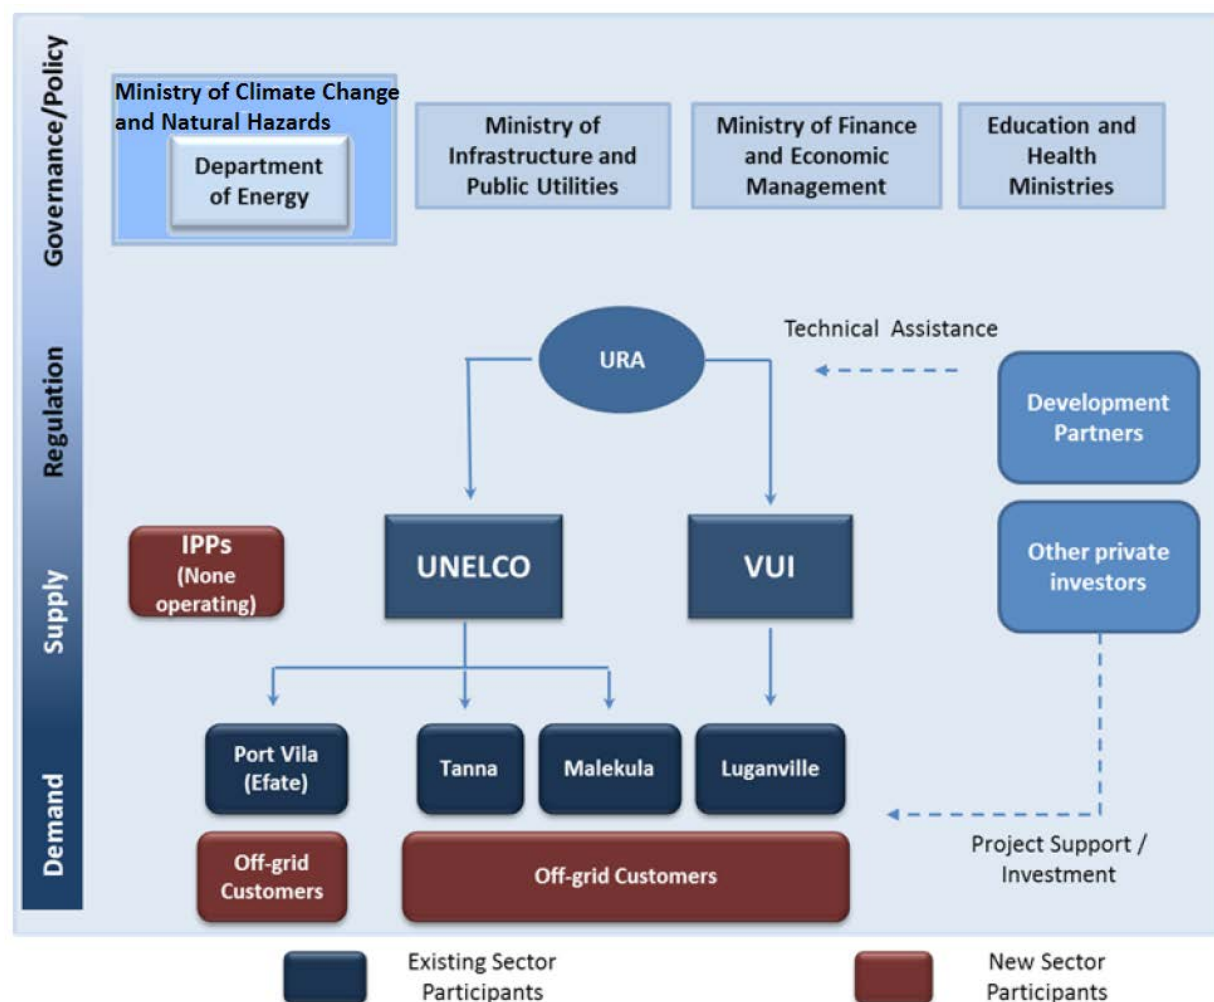 Governance/Policy
Ministry of Climate Change
and Natural Hazards
Department
of Energy
Ministry of
Infrastructure and
Public Utilities
Ministry of Finance
and Economic
Management
Education and
Health
Ministries
Regulation
URA
Technical Assistance
Development
Partners
Supply
IPPs
(None
operating)
UNELCO
VUI
Other private
investors
Demand
Port Vila
(Efate)
Tanna
Malekula
Luganville
Off-grid
Customers
Off-grid Customers
Project Support /
Investment
Existing Sector
Participants
New Sector
Participants